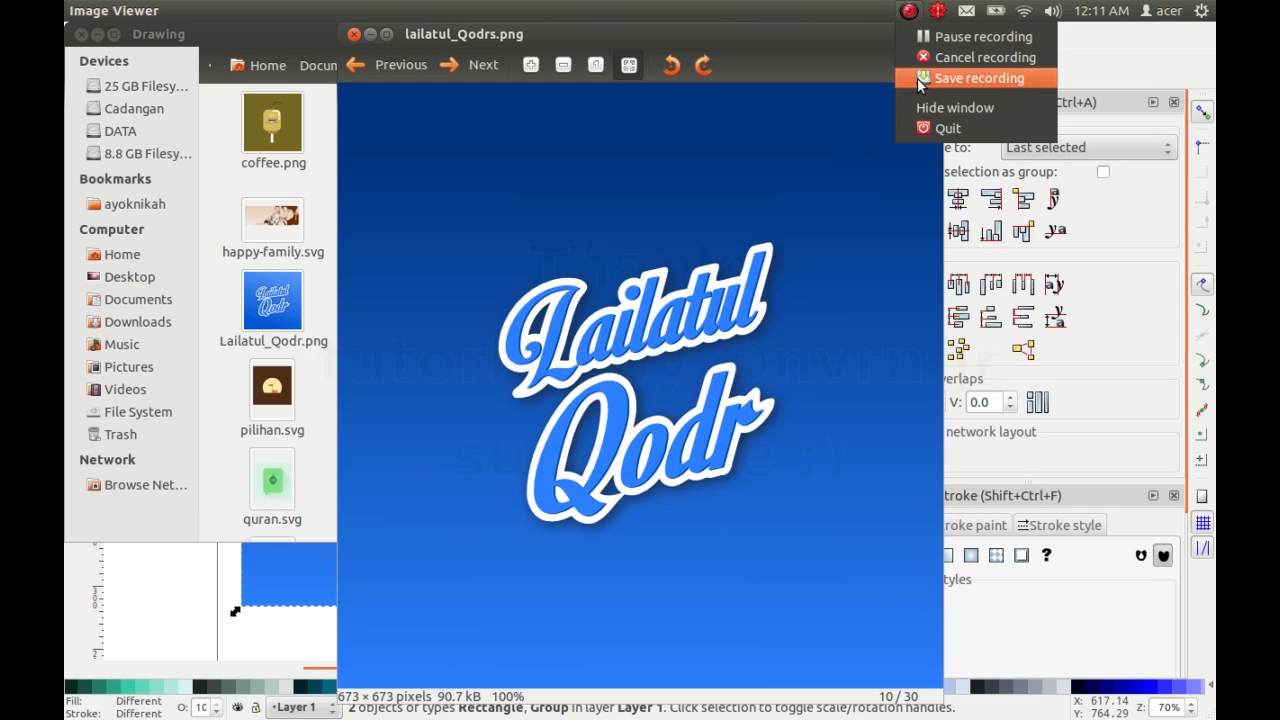 Image Viewer
12:11 AM
acer
Drawing
lailatul_Qodrs.png
Pause recording
Cancel recording
Save recording
Hide window
Quit
Devices
25 GB Filesy...
Cadangan
DATA
8.8 GB Filesy...
Bookmarks
ayoknikah
Computer
Home
Desktop
Documents
Downloads
Music
Pictures
Videos
File System
Trash
Network
Browse Net...
Home
Docum
Previous
Next
coffee.png
happy-family.svg
Lailatul_Qodr.png
pilihan.svg
quran.svg
Lailatul
Qodr
673 × 673 pixels 90.7 kB 100%
10 / 30
Ctrl+A)
e to:
Last selected
selection as group:
verlaps
V: 0.0
network layout
troke (Shift+Ctrl+F)
roke paint
Stroke style
?
tyles
Fill: Different
Stroke: Different
O: 10
Layer 1
2 objects of types Rectangle, Group in layer Layer 1. Click selection to toggle scale/rotation handles.
X: 617.14
Y: 764.29
Z: 70%